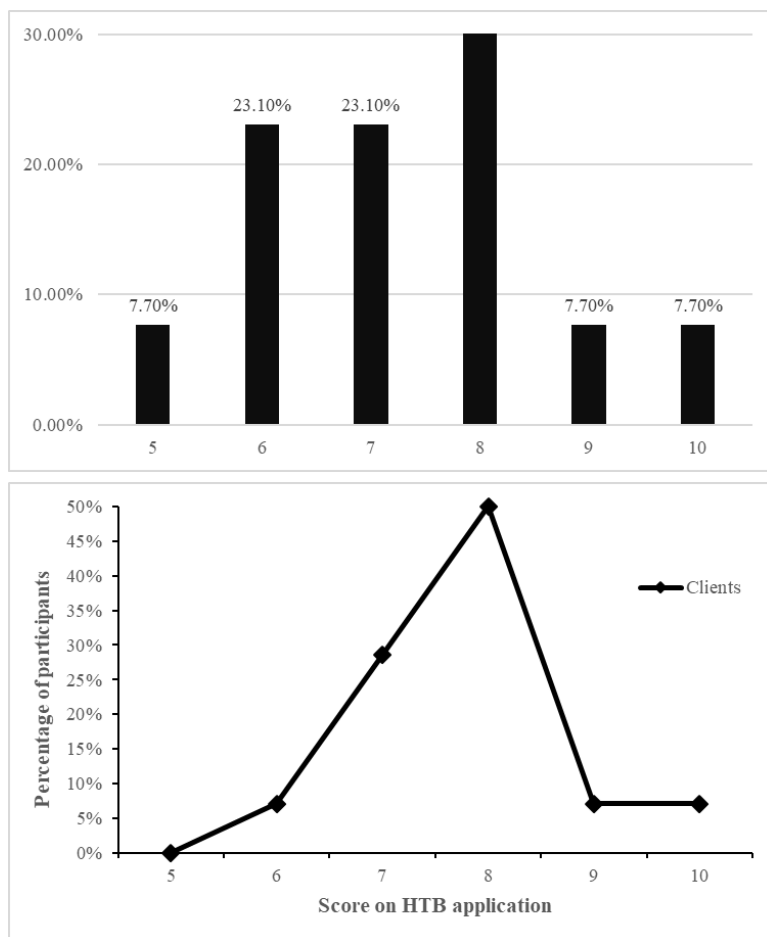 30.00%
23.10% 23.10%
20.00%
10.00%
7.70% 7.70% 7.70%
0.00%
5 6 7 8 9 10
50%
45%
40%
35%
30%
25%
20%
15%
10%
5%
0%
Percentage of participants
Clients
5 6 7 8 9 10
Score on HTB application